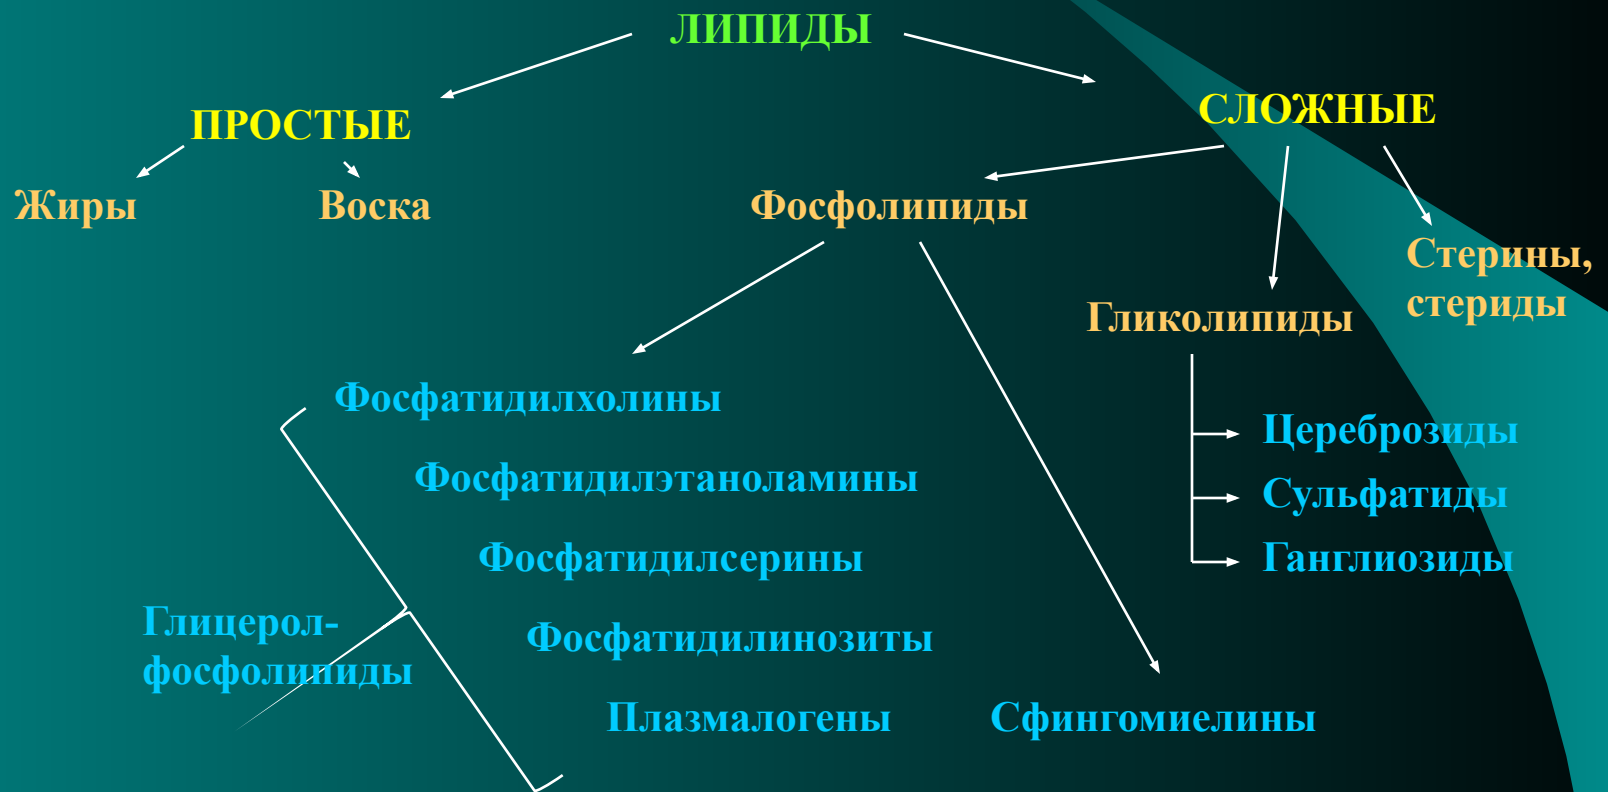 ЛИПИДЫ
ПРОСТЫЕ
СЛОЖНЫЕ
Жиры
Воска
Фосфолипиды
Стерины,
стериды
Гликолипиды
Фосфатидилхолины
Цереброзиды
Фосфатидилэтаноламины
Сульфатиды
Фосфатидилсерины
Ганглиозиды
Глицерол-
фосфолипиды
Фосфатидилинозиты
Плазмалогены
Сфингомиелины